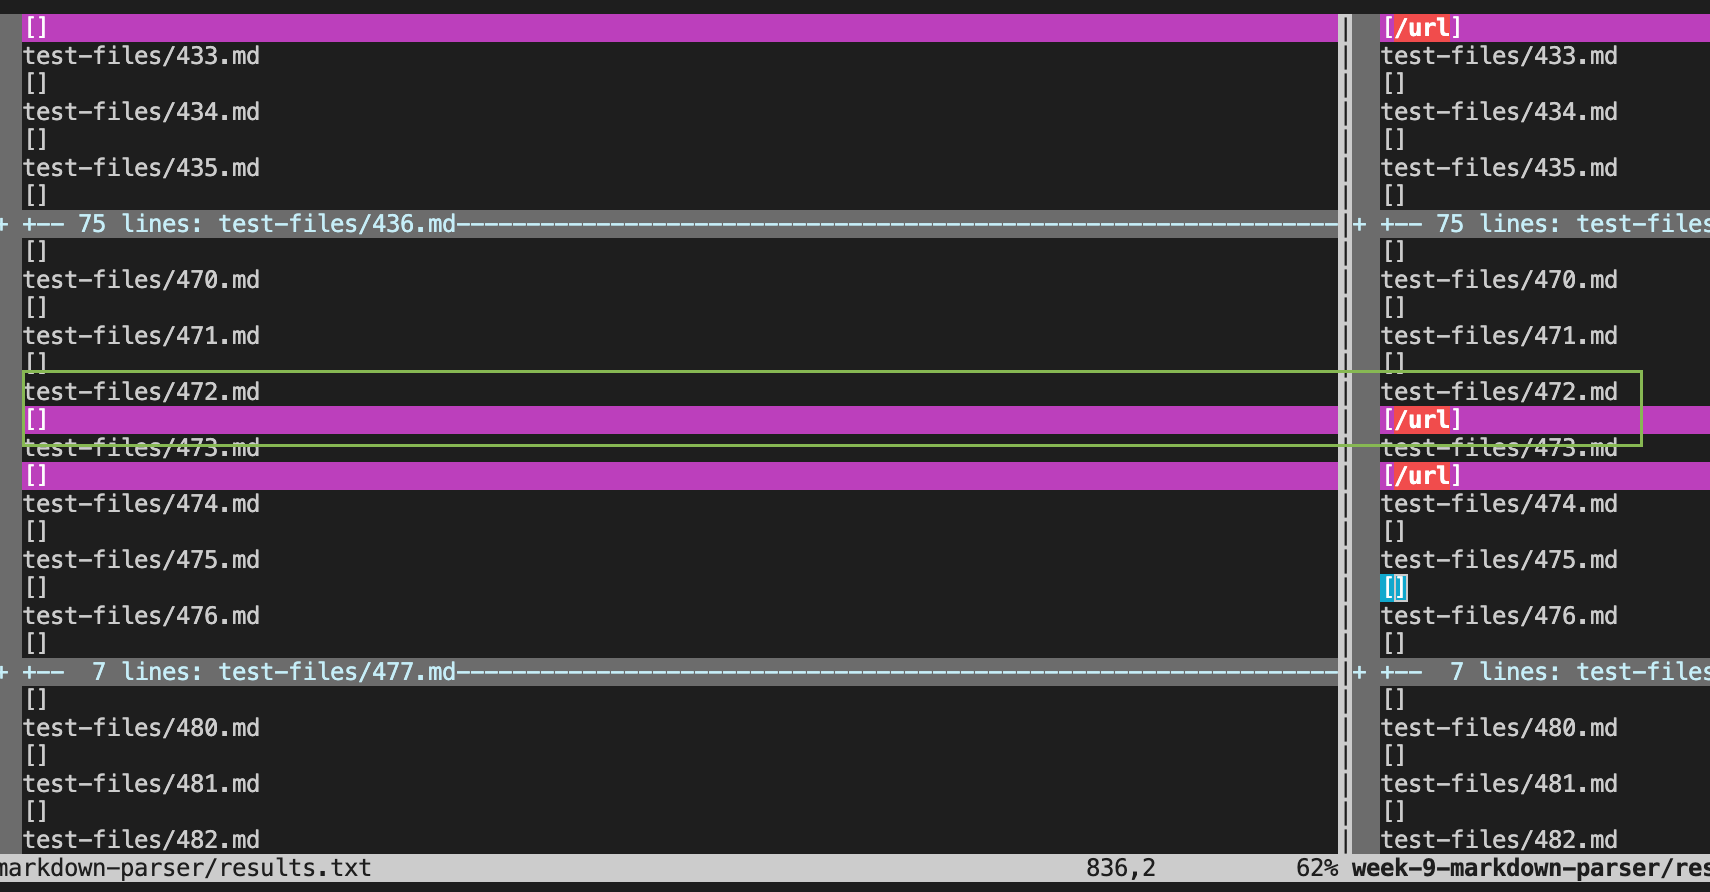 []
test-files/433.md
[]
test-files/434.md
[]
test-files/435.md
[]
+ +-- 75 lines: test-files/436.md
[]
test-files/470.md
[]
test-files/471.md
[]
test-files/472.md
[]
test-files/473.md
[]
test-files/474.md
[]
test-files/475.md
[]
test-files/476.md
[]
+ +--  7 lines: test-files/477.md
[]
test-files/480.md
[]
test-files/481.md
[]
test-files/482.md
markdown-parser/results.txt 836,2 62%
[/url]
test-files/433.md
[]
test-files/434.md
[]
test-files/435.md
[]
+ +-- 75 lines: test-files
[]
test-files/470.md
[]
test-files/471.md
[]
test-files/472.md
[/url]
test-files/473.md
[/url]
test-files/474.md
[]
test-files/475.md
[]
test-files/476.md
[]
+ +--  7 lines: test-files
[]
test-files/480.md
[]
test-files/481.md
[]
test-files/482.md
week-9-markdown-parser/res